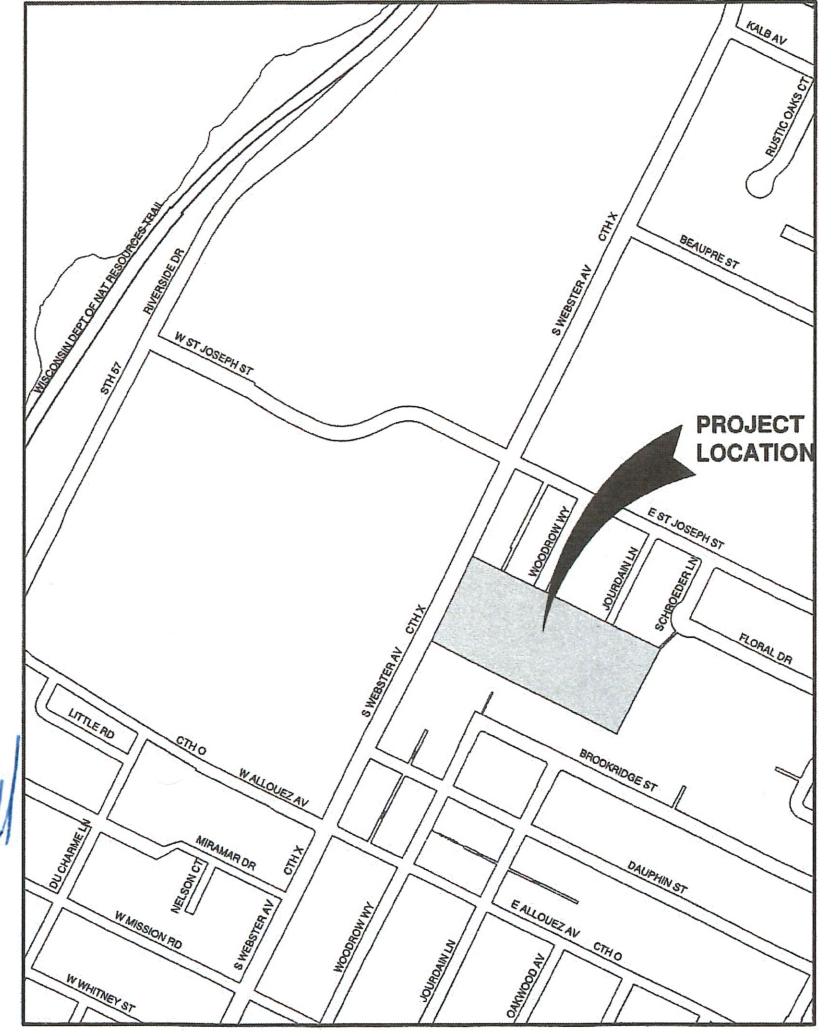 KALB AV
RUSTIC OAKS CT
CTH X
BEAUPRE ST
S WEBSTER AV
WISCONSIN DEPT OF NAT RESOURCES TRAIL
RIVERSIDE DR
W ST JOSEPH ST
STH 57
PROJECT
LOCATION
E ST JOSEPH ST
WOODROW WY
JOURDAIN LN
SCHROEDER LN
CTH X
FLORAL DR
S WEBSTER AV
LITTLE RD
CTH O
W ALLOUEZ AV
BROOKRIDGE ST
MIRAMAR DR
CTH X
DU CHARME LN
NELSON CT
DAUPHIN ST
W MISSION RD
S WEBSTER AV
WOODROW WY
JOURDAIN LN
E ALLOUEZ AV
CTH O
OAKWOOD AV
W WHITNEY ST